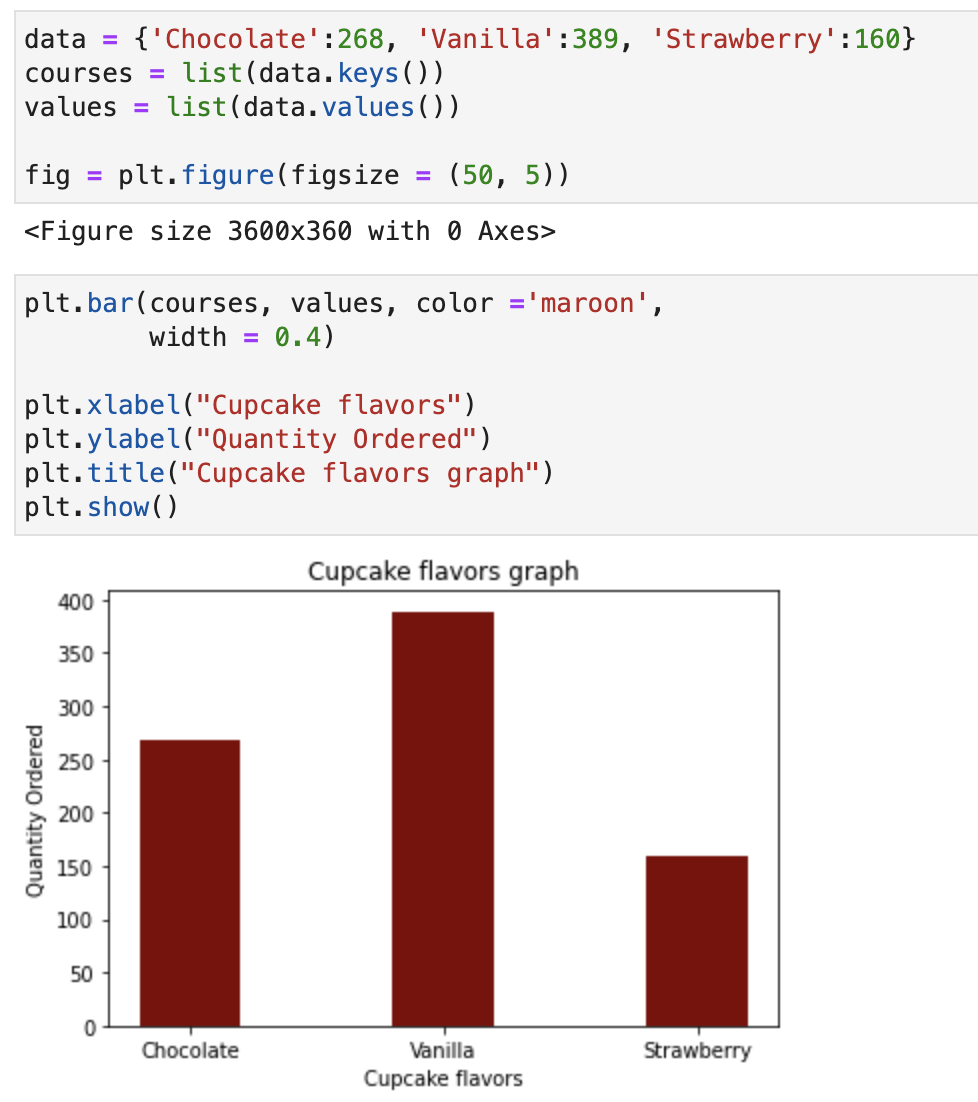 data = {'Chocolate':268, 'Vanilla':389, 'Strawberry':160}
courses = list(data.keys())
values = list(data.values())
fig = plt.figure(figsize = (50, 5))
<Figure size 3600x360 with 0 Axes>
plt.bar(courses, values, color ='maroon',
        width = 0.4)
plt.xlabel("Cupcake flavors")
plt.ylabel("Quantity Ordered")
plt.title("Cupcake flavors graph")
plt.show()
Cupcake flavors graph
Quantity Ordered
400
350
300
250
200
150
100
50
0
Chocolate Vanilla Strawberry
Cupcake flavors